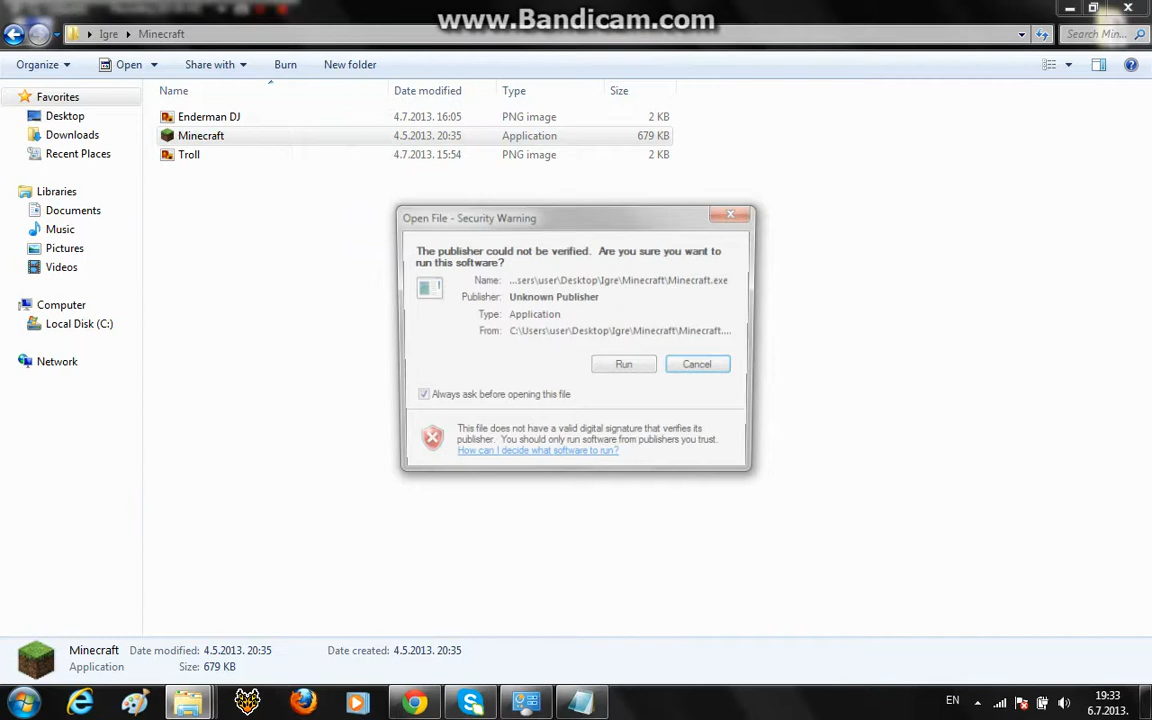 www.Bandicam.com
Igre Minecraft
Search Min...
Organize Open Share with Burn New folder
Name Date modified Type Size
Favorites
Desktop
Downloads
Recent Places
Libraries
Documents
Music
Pictures
Videos
Computer
Local Disk (C:)
Network
Enderman DJ 4.7.2013. 16:05 PNG image 2 KB
Minecraft 4.5.2013. 20:35 Application 679 KB
Troll 4.7.2013. 15:54 PNG image 2 KB
Open File - Security Warning
The publisher could not be verified. Are you sure you want to
run this software?
Name: ...sers\user\Desktop\Igre\Minecraft\Minecraft.exe
Publisher: Unknown Publisher
Type: Application
From: C:\Users\user\Desktop\Igre\Minecraft\Minecraft....
Run Cancel
Always ask before opening this file
This file does not have a valid digital signature that verifies its
publisher. You should only run software from publishers you trust.
How can I decide what software to run?
Minecraft Date modified: 4.5.2013. 20:35 Date created: 4.5.2013. 20:35
Application Size: 679 KB
EN
19:33
6.7.2013.